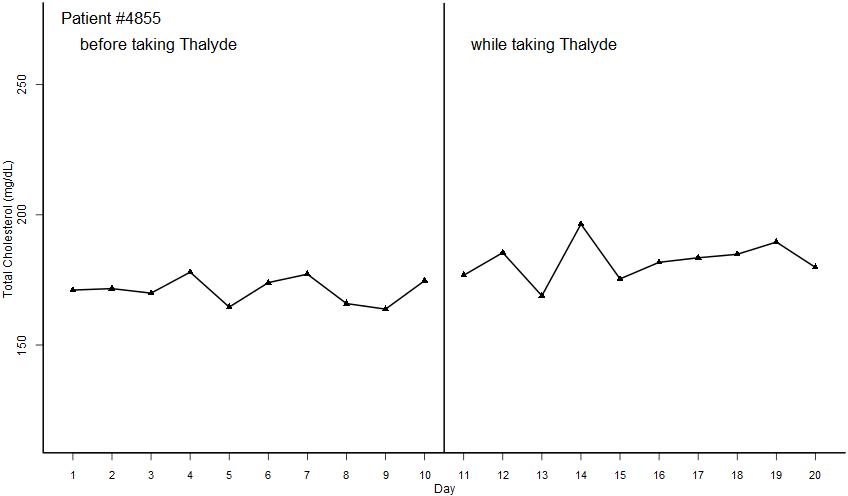 Patient #4855
before taking Thalyde
while taking Thalyde
Total Cholesterol (mg/dL)
250
200
150
1 2 3 4 5 6 7 8 9 10 11 12 13 14 15 16 17 18 19 20
Day